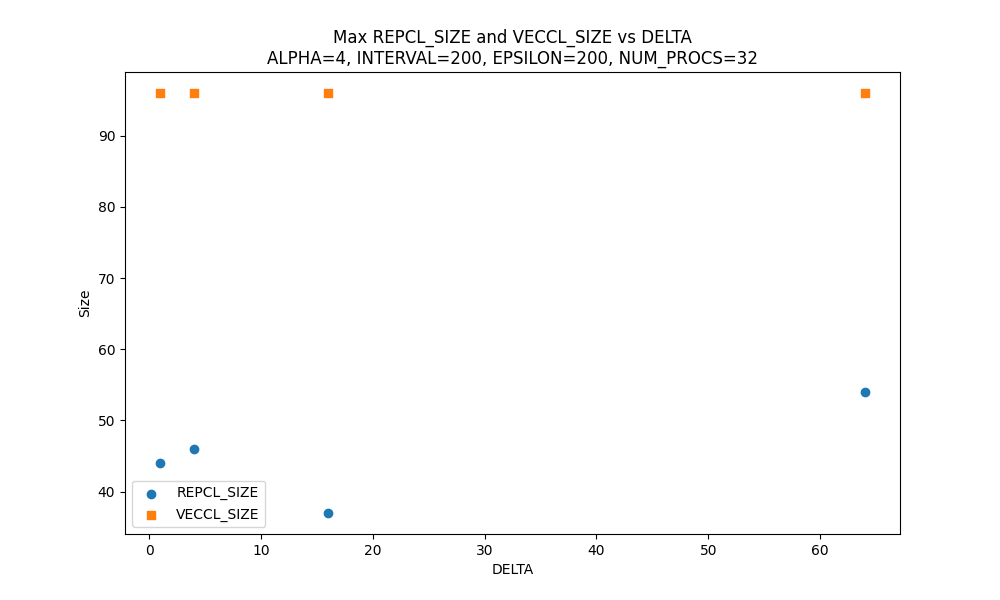 Max REPCL_SIZE and VECCL_SIZE vs DELTA
ALPHA=4, INTERVAL=200, EPSILON=200, NUM_PROCS=32
Size
90
80
70
60
50
40
REPCL_SIZE
VECCL_SIZE
0 10 20 30 40 50 60
DELTA